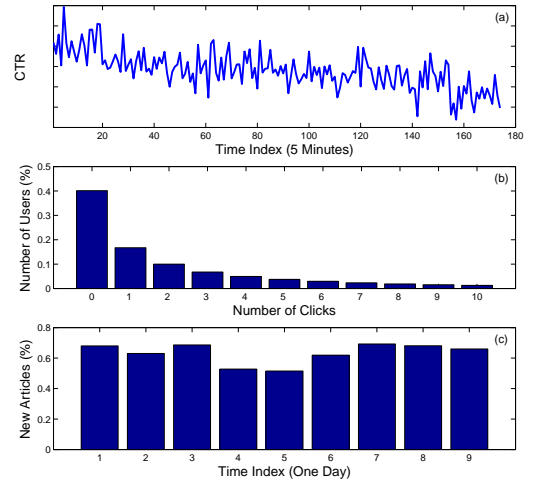 (a)
CTR
20 40 60 80 100 120 140 160 180
Time Index (5 Minutes)
(b)
Number of Users (%)
0.5
0.4
0.3
0.2
0.1
0
0 1 2 3 4 5 6 7 8 9 10
Number of Clicks
(c)
New Articles (%)
0.8
0.6
0.4
0.2
0
1 2 3 4 5 6 7 8 9
Time Index (One Day)